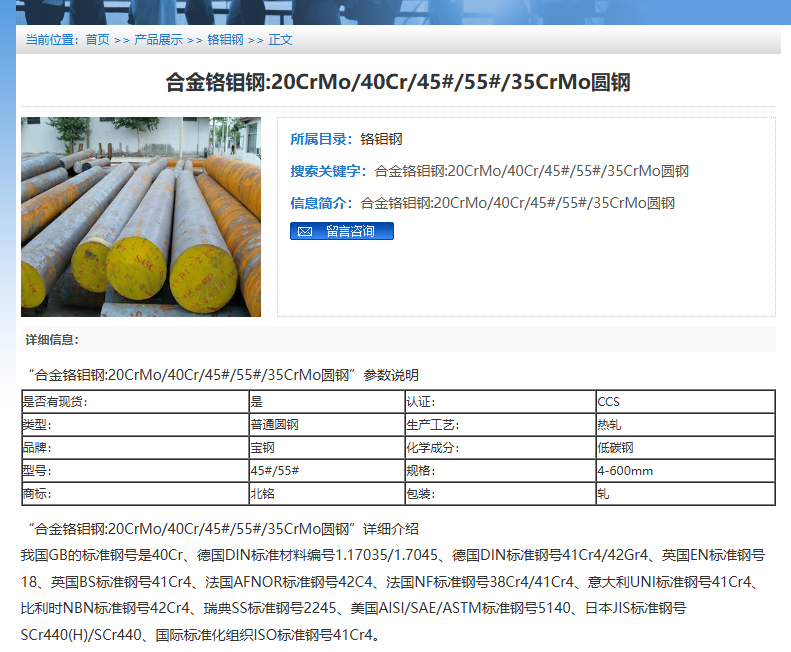 当前位置：首页 >> 产品展示 >> 铬钼钢 >> 正文
合金铬钼钢:20CrMo/40Cr/45#/55#/35CrMo圆钢
所属目录：铬钼钢
搜索关键字：合金铬钼钢:20CrMo/40Cr/45#/55#/35CrMo圆钢
信息简介：合金铬钼钢:20CrMo/40Cr/45#/55#/35CrMo圆钢
留言咨询
详细信息：
“合金铬钼钢:20CrMo/40Cr/45#/55#/35CrMo圆钢”参数说明
是否有现货： 是 认证： CCS
类型： 普通圆钢 生产工艺： 热轧
品牌： 宝钢 化学成分： 低碳钢
型号： 45#/55# 规格： 4-600mm
商标： 北铭 包装： 轧
“合金铬钼钢:20CrMo/40Cr/45#/55#/35CrMo圆钢”详细介绍
我国GB的标准钢号是40Cr、德国DIN标准材料编号1.17035/1.7045、德国DIN标准钢号41Cr4/42Gr4、英国EN标准钢号
18、英国BS标准钢号41Cr4、法国AFNOR标准钢号42C4、法国NF标准钢号38Cr4/41Cr4、意大利UNI标准钢号41Cr4、
比利时NBN标准钢号42Cr4、瑞典SS标准钢号2245、美国AISI/SAE/ASTM标准钢号5140、日本JIS标准钢号
SCr440(H)/SCr440、国际标准化组织ISO标准钢号41Cr4。